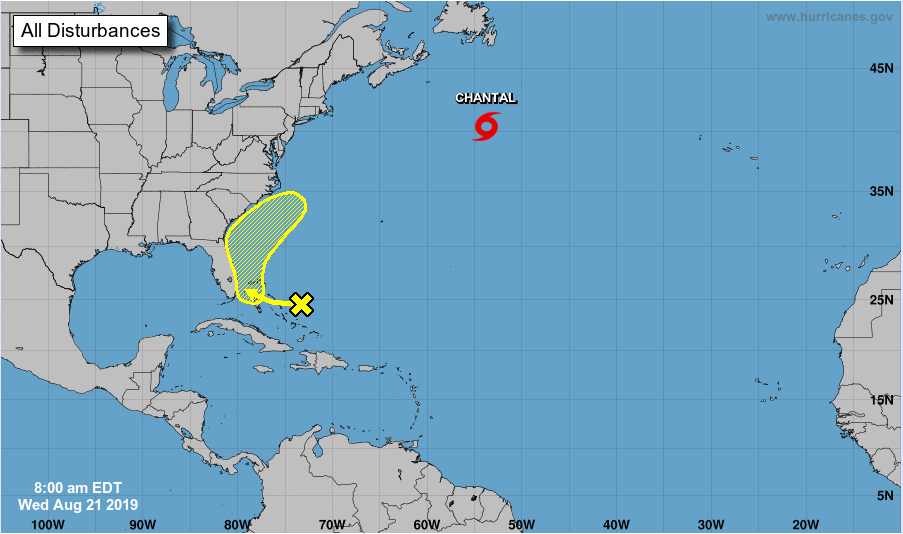 www.hurricanes.gov
All Disturbances
45N
CHANTAL
35N
25N
15N
8:00 am EDT
Wed Aug 21 2019
5N
100W 90W 80W 70W 60W 50W 40W 30W 20W